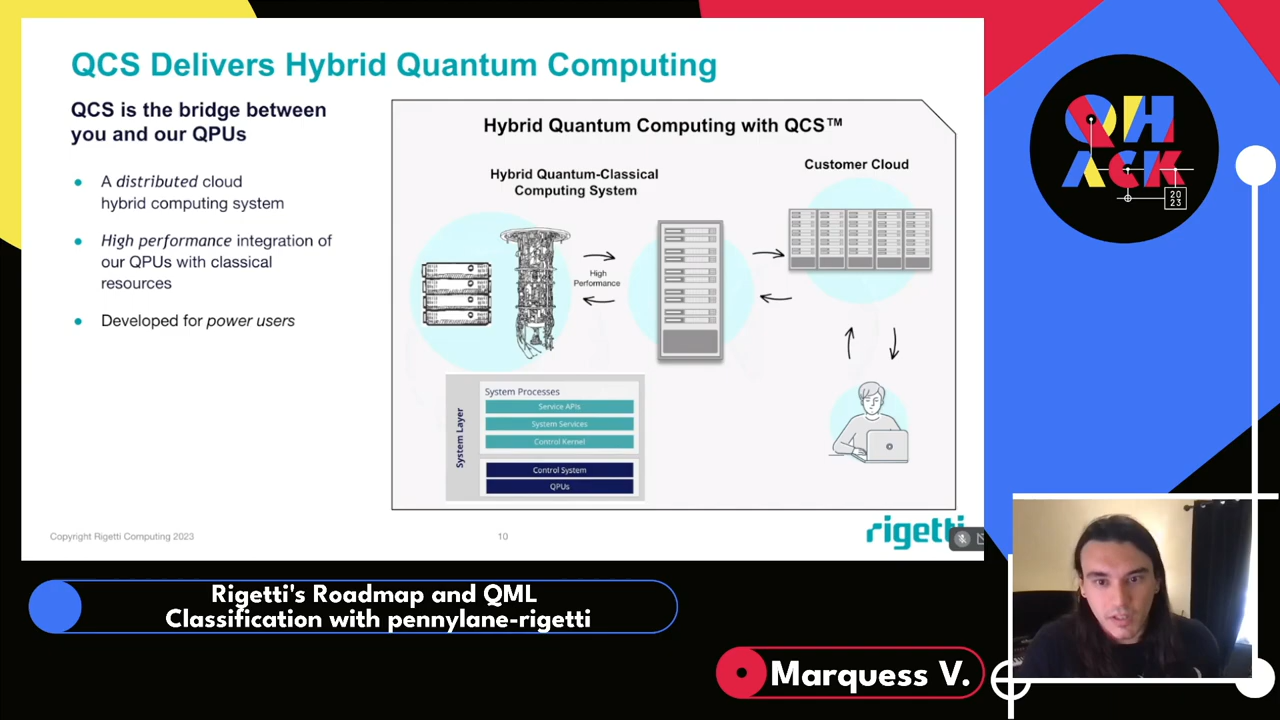 QCS Delivers Hybrid Quantum Computing
QCS is the bridge between
you and our QPUs
A distributed cloud
hybrid computing system
High performance integration of
our QPUs with classical
resources
Developed for power users
Hybrid Quantum Computing with QCS™
Hybrid Quantum-Classical
Computing System
Customer Cloud
High
Performance
System Layer
System Processes
Service APIs
System Services
Control Kernel
Control System
QPUs
Copyright Rigetti Computing 2023
10
rigetti
QH
ACK
20
23
Rigetti's Roadmap and QML
Classification with pennylane-rigetti
Marquess V.